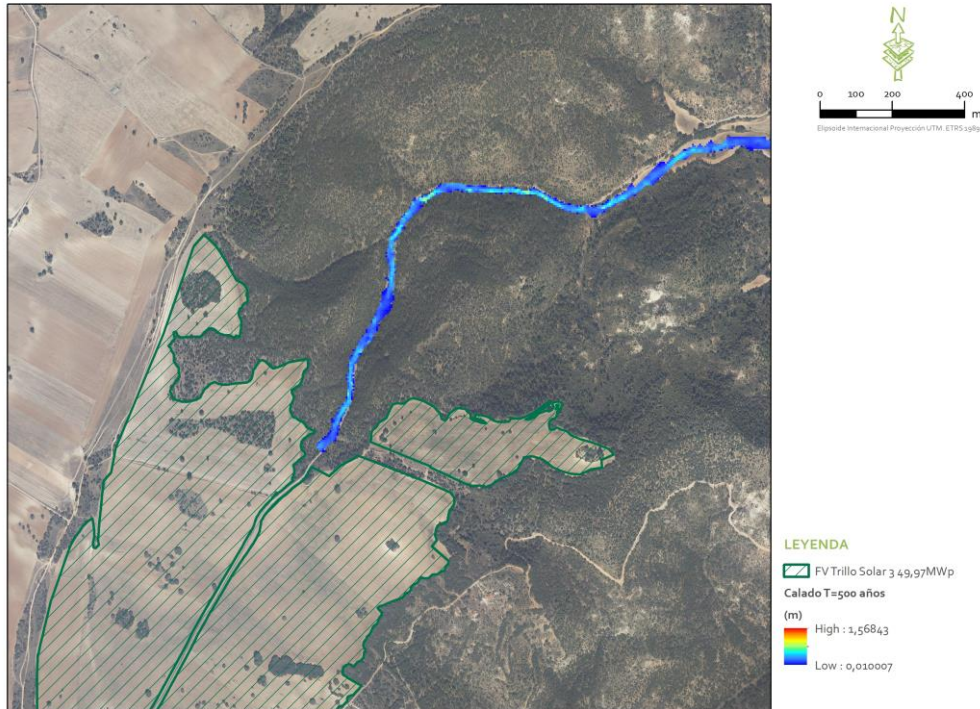 N
0 100 200 400
m
Elipsoide Internacional Proyección UTM. ETRS 1989
LEYENDA
FV Trillo Solar 3 49,97MWp
Calado T=500 años
(m)
High : 1,56843
Low : 0,010007